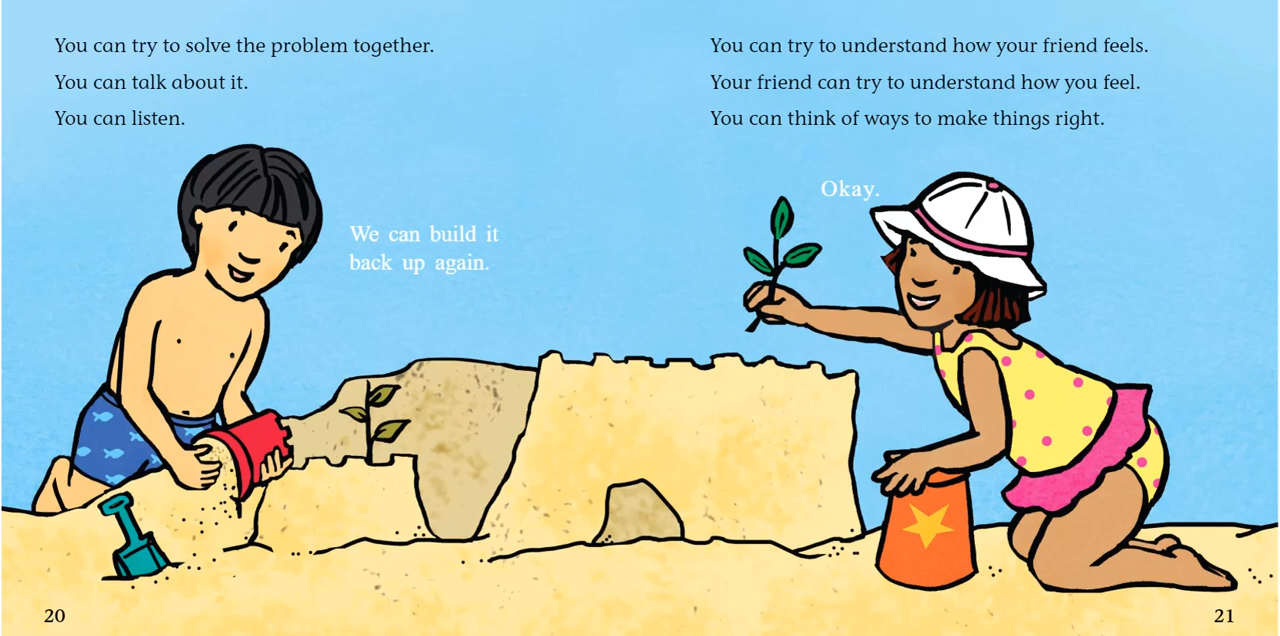 You can try to solve the problem together.
You can talk about it.
You can listen.
We can build it
back up again.
20
You can try to understand how your friend feels.
Your friend can try to understand how you feel.
You can think of ways to make things right.
Okay.
21